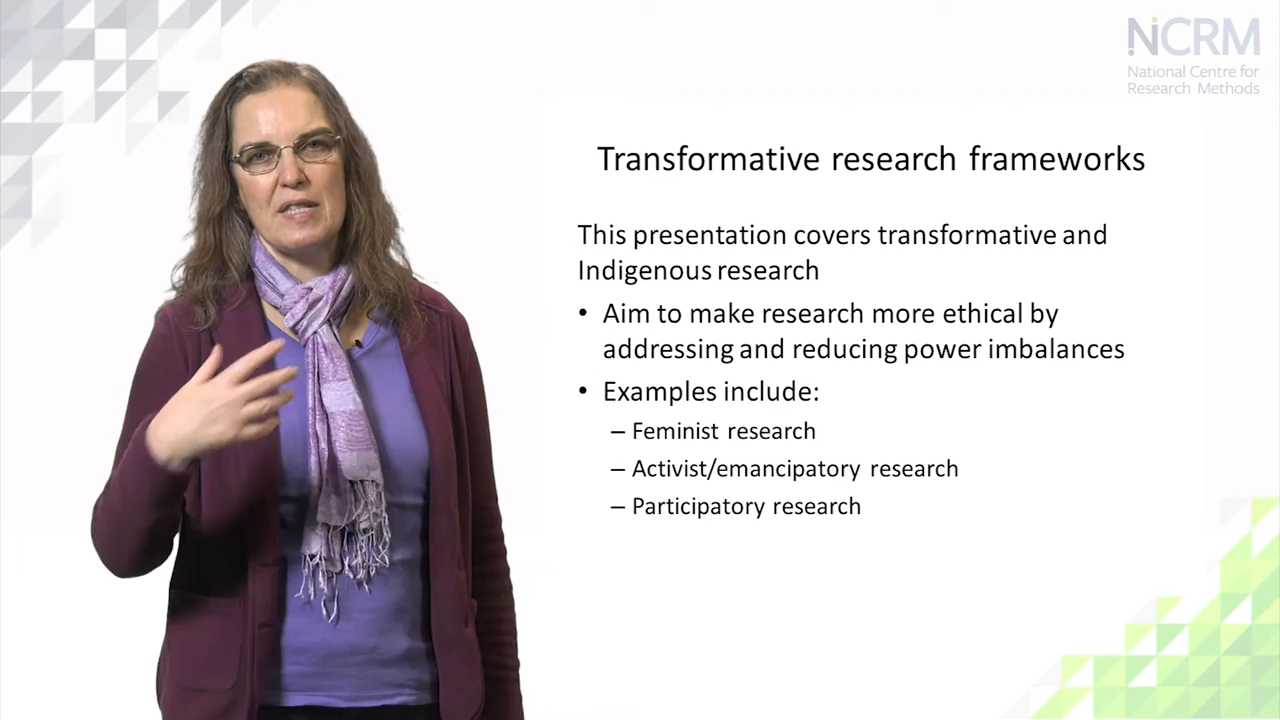 NCRM
National Centre for
Research Methods
Transformative research frameworks
This presentation covers transformative and
Indigenous research
• Aim to make research more ethical by
addressing and reducing power imbalances
• Examples include:
– Feminist research
– Activist/emancipatory research
– Participatory research